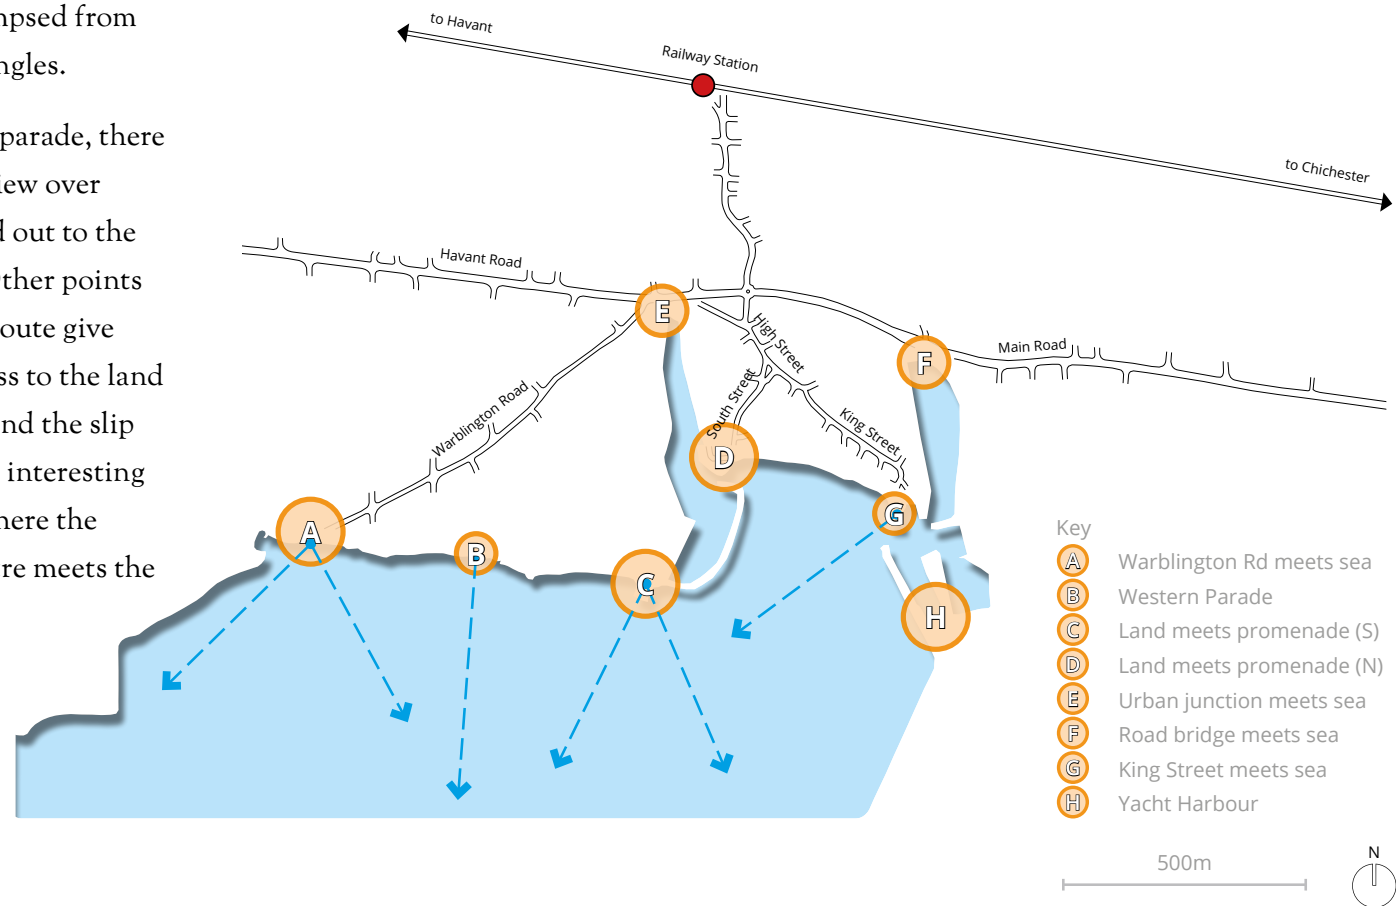 npsed from
ngles.
parade, there
iew over
d out to the
ther points
oute give
ss to the land
nd the slip
interesting
here the
re meets the
to Havant
Railway Station
to Chichester
Havant Road
E
High Street
F
Main Road
Warblington Road
South Street
King Street
D
A
B
C
G
H
Key
A Warblington Rd meets sea
B Western Parade
C Land meets promenade (S)
D Land meets promenade (N)
E Urban junction meets sea
F Road bridge meets sea
G King Street meets sea
H Yacht Harbour
500m
N